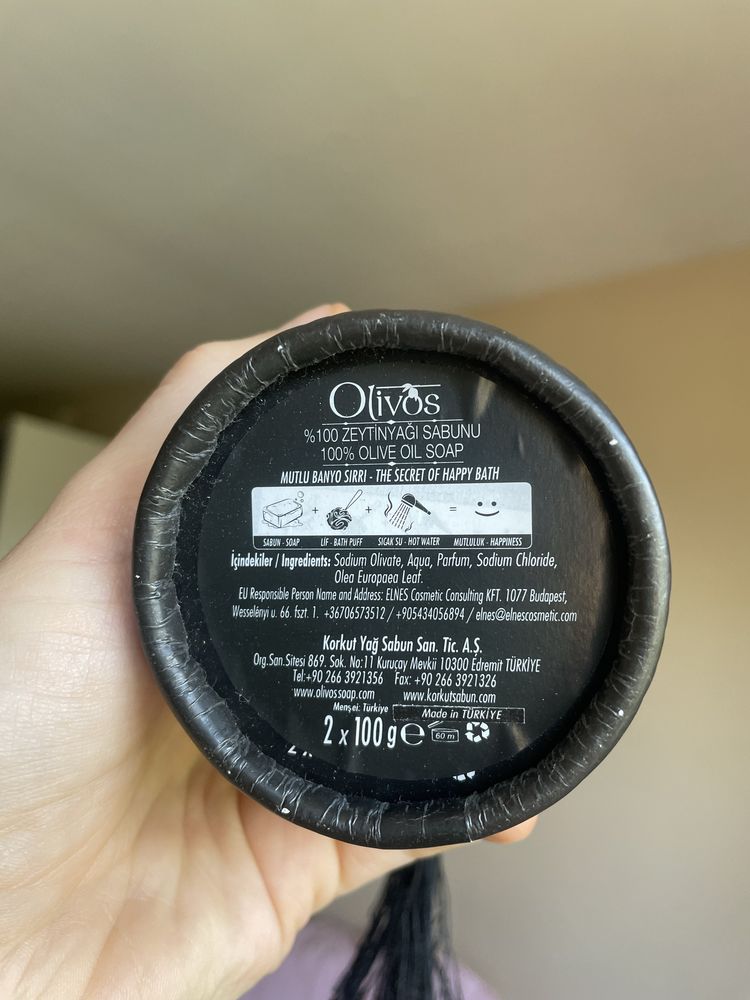 Olivos
%100 ZEYTİNYAĞI SABUNU
100% OLIVE OIL SOAP
MUTLU BANYO SIRRI - THE SECRET OF HAPPY BATH
+ + =
SABUN - SOAP LİF - BATH PUFF SICAK SU - HOT WATER MUTLULUK - HAPPINESS
İçindekiler / Ingredients: Sodium Olivate, Aqua, Parfum, Sodium Chloride,
Olea Europaea Leaf.
EU Responsible Person Name and Address: ELNES Cosmetic Consulting KFT. 1077 Budapest,
Wesselényi u. 66. fszt. 1. +36706573512 / +905434056894 / elnes@elnescosmetic.com
Korkut Yağ Sabun San. Tic. A.Ş.
Org.San.Sitesi 869. Sok. No:11 Kuruçay Mevkii 10300 Edremit TÜRKİYE
Tel:+90 266 3921356 Fax: +90 266 3921326
www.olivossoap.com www.korkutsabun.com
Menşei: Türkiye Made in TÜRKİYE
2 x 100 g e 60 m